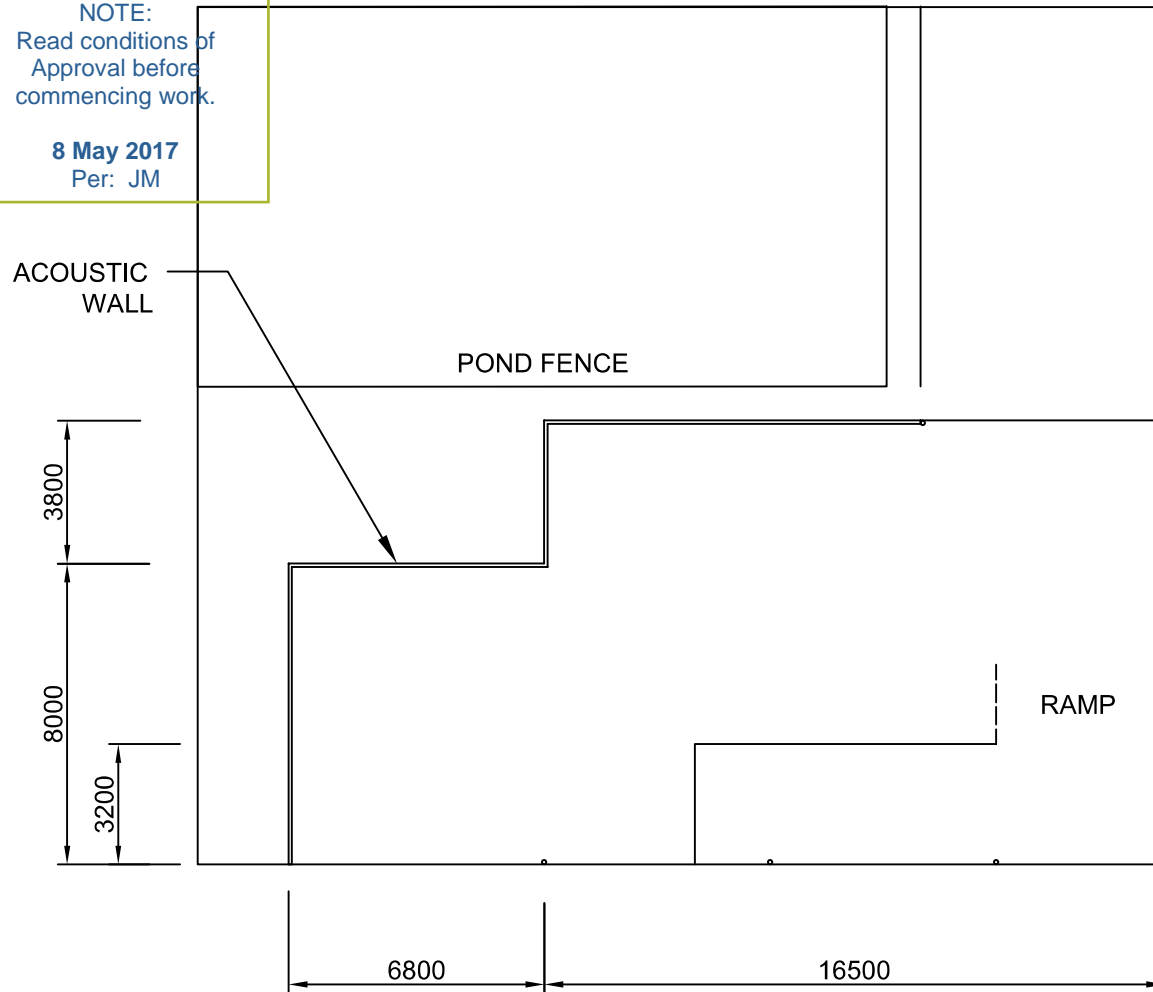 NOTE:
Read conditions of
Approval before
commencing work.
8 May 2017
Per: JM
ACOUSTIC
WALL
POND FENCE
3800
8000
3200
RAMP
6800
16500